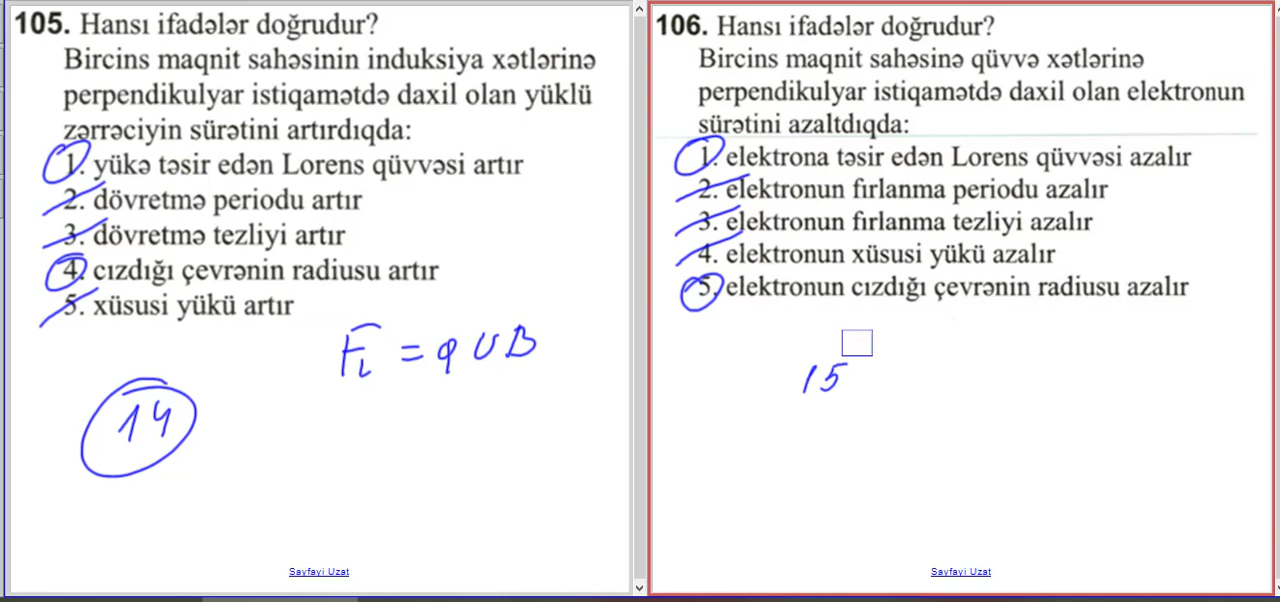 105. Hansı ifadələr doğrudur?
Bircins maqnit sahəsinin induksiya xətlərinə
perpendikulyar istiqamətdə daxil olan yüklü
zərrəciyin sürətini artırdıqda:
1. yükə təsir edən Lorens qüvvəsi artır
2. dövretmə periodu artır
3. dövretmə tezliyi artır
4. cızdığı çevrənin radiusu artır
5. xüsusi yükü artır
F_L = q υ B
14
Sayfayi Uzat
106. Hansı ifadələr doğrudur?
Bircins maqnit sahəsinə qüvvə xətlərinə
perpendikulyar istiqamətdə daxil olan elektronun
sürətini azaltdıqda:
1. elektrona təsir edən Lorens qüvvəsi azalır
2. elektronun fırlanma periodu azalır
3. elektronun fırlanma tezliyi azalır
4. elektronun xüsusi yükü azalır
5. elektronun cızdığı çevrənin radiusu azalır
15
Sayfayi Uzat